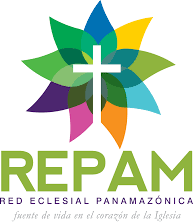 REPAM
RED ECLESIAL PANAMAZÓNICA
fuente de vida en el corazón de la Iglesia